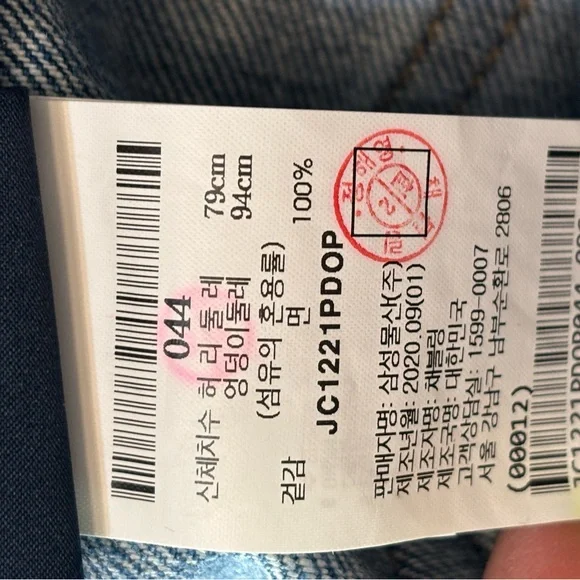 044
신체치수 허 리 둘 레 79cm
엉덩이둘레 94cm
(섬유의 혼용률)
겉감 면 100%
JC1221PDOP
판매자명: 삼성물산(주)
제조년월: 2020.09(01)
제조자명: 채블링
제조국명: 대한민국
고객상담실: 1599-0007
서울 강남구 남부순환로 2806
(00012)